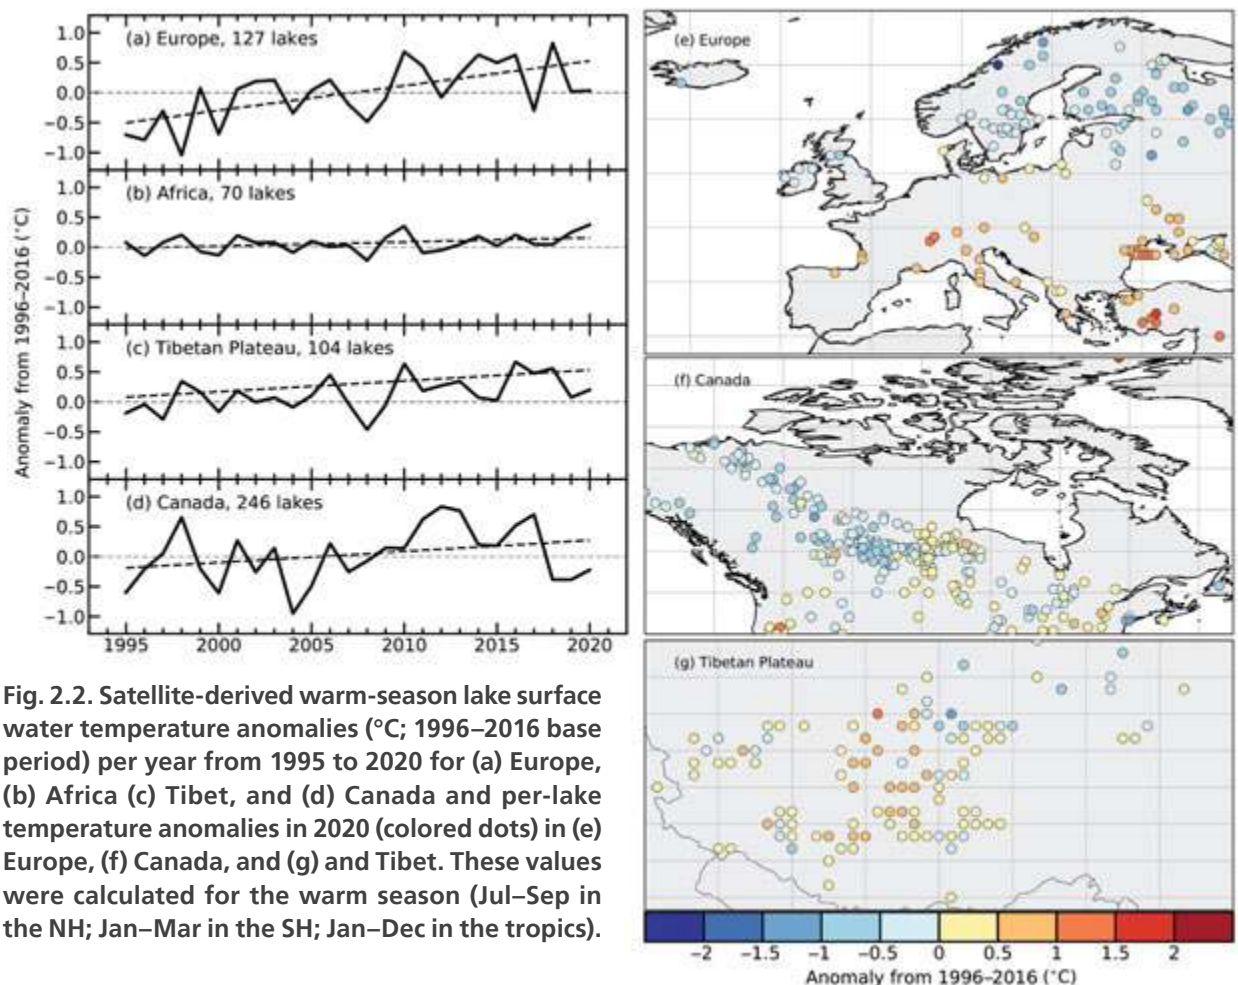 Anomaly from 1996–2016 (°C)
(a) Europe, 127 lakes
1.0
0.5
0.0
−0.5
−1.0
(b) Africa, 70 lakes
1.0
0.5
0.0
−0.5
−1.0
(c) Tibetan Plateau, 104 lakes
1.0
0.5
0.0
−0.5
−1.0
(d) Canada, 246 lakes
1.0
0.5
0.0
−0.5
−1.0
1995 2000 2005 2010 2015 2020
Fig. 2.2. Satellite-derived warm-season lake surface
water temperature anomalies (°C; 1996–2016 base
period) per year from 1995 to 2020 for (a) Europe,
(b) Africa (c) Tibet, and (d) Canada and per-lake
temperature anomalies in 2020 (colored dots) in (e)
Europe, (f) Canada, and (g) and Tibet. These values
were calculated for the warm season (Jul–Sep in
the NH; Jan–Mar in the SH; Jan–Dec in the tropics).
(e) Europe
(f) Canada
(g) Tibetan Plateau
−2 −1.5 −1 −0.5 0 0.5 1 1.5 2
Anomaly from 1996–2016 (°C)